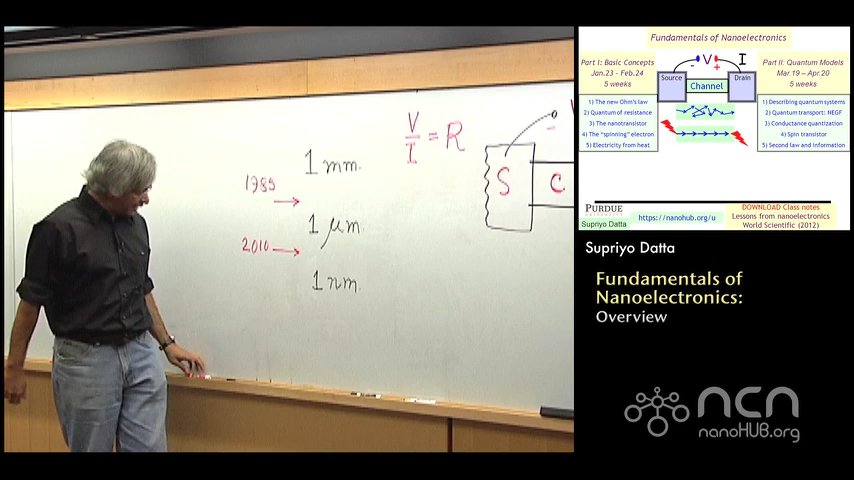 V
I = R
1 mm.
1985
1 µm.
2010
1 nm.
S
C
Fundamentals of Nanoelectronics
Part I: Basic Concepts
Jan.23 - Feb.24
5 weeks
V
I
-
+
Source
Channel
Drain
Part II: Quantum Models
Mar.19 - Apr.20
5 weeks
1) The new Ohm's law
2) Quantum of resistance
3) The nanotransistor
4) The "spinning" electron
5) Electricity from heat
1) Describing quantum systems
2) Quantum transport: NEGF
3) Conductance quantization
4) Spin transistor
5) Second law and information
PURDUE
UNIVERSITY
Supriyo Datta
https://nanohub.org/u
DOWNLOAD Class notes
Lessons from nanoelectronics
World Scientific (2012)
Supriyo Datta
Fundamentals of
Nanoelectronics:
Overview
ncn
nanoHUB.org